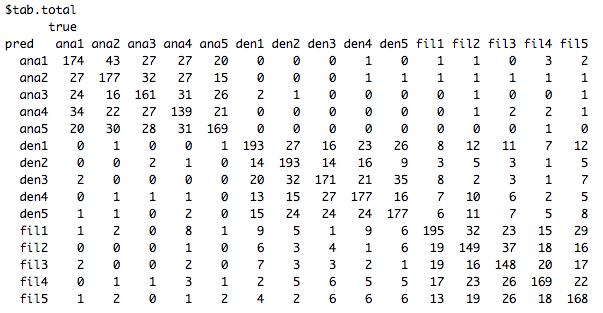 $tab.total
true
pred ana1 ana2 ana3 ana4 ana5 den1 den2 den3 den4 den5 fil1 fil2 fil3 fil4 fil5
ana1 174 43 27 27 20 0 0 0 1 0 1 1 0 3 2
ana2 27 177 32 27 15 0 0 0 1 1 1 1 1 1 1
ana3 24 16 161 31 26 2 1 0 0 0 0 1 0 0 1
ana4 34 22 27 139 21 0 0 0 0 0 0 1 2 2 1
ana5 20 30 28 31 169 0 0 0 0 0 0 0 0 1 0
den1 0 1 0 0 1 193 27 16 23 26 8 12 11 7 12
den2 0 0 2 1 0 14 193 14 16 9 3 5 3 1 5
den3 2 0 0 0 0 20 32 171 21 35 8 2 3 1 7
den4 0 1 1 1 0 13 15 27 177 16 7 10 6 2 5
den5 1 1 0 2 0 15 24 24 24 177 6 11 7 5 8
fil1 1 2 0 8 1 9 5 1 9 6 195 32 23 15 29
fil2 0 0 0 1 0 6 3 4 1 6 19 149 37 18 16
fil3 2 0 0 2 0 7 3 3 2 1 19 16 148 20 17
fil4 0 1 1 3 1 2 5 6 5 5 17 23 26 169 22
fil5 1 2 0 1 2 4 2 6 6 6 13 19 26 18 168